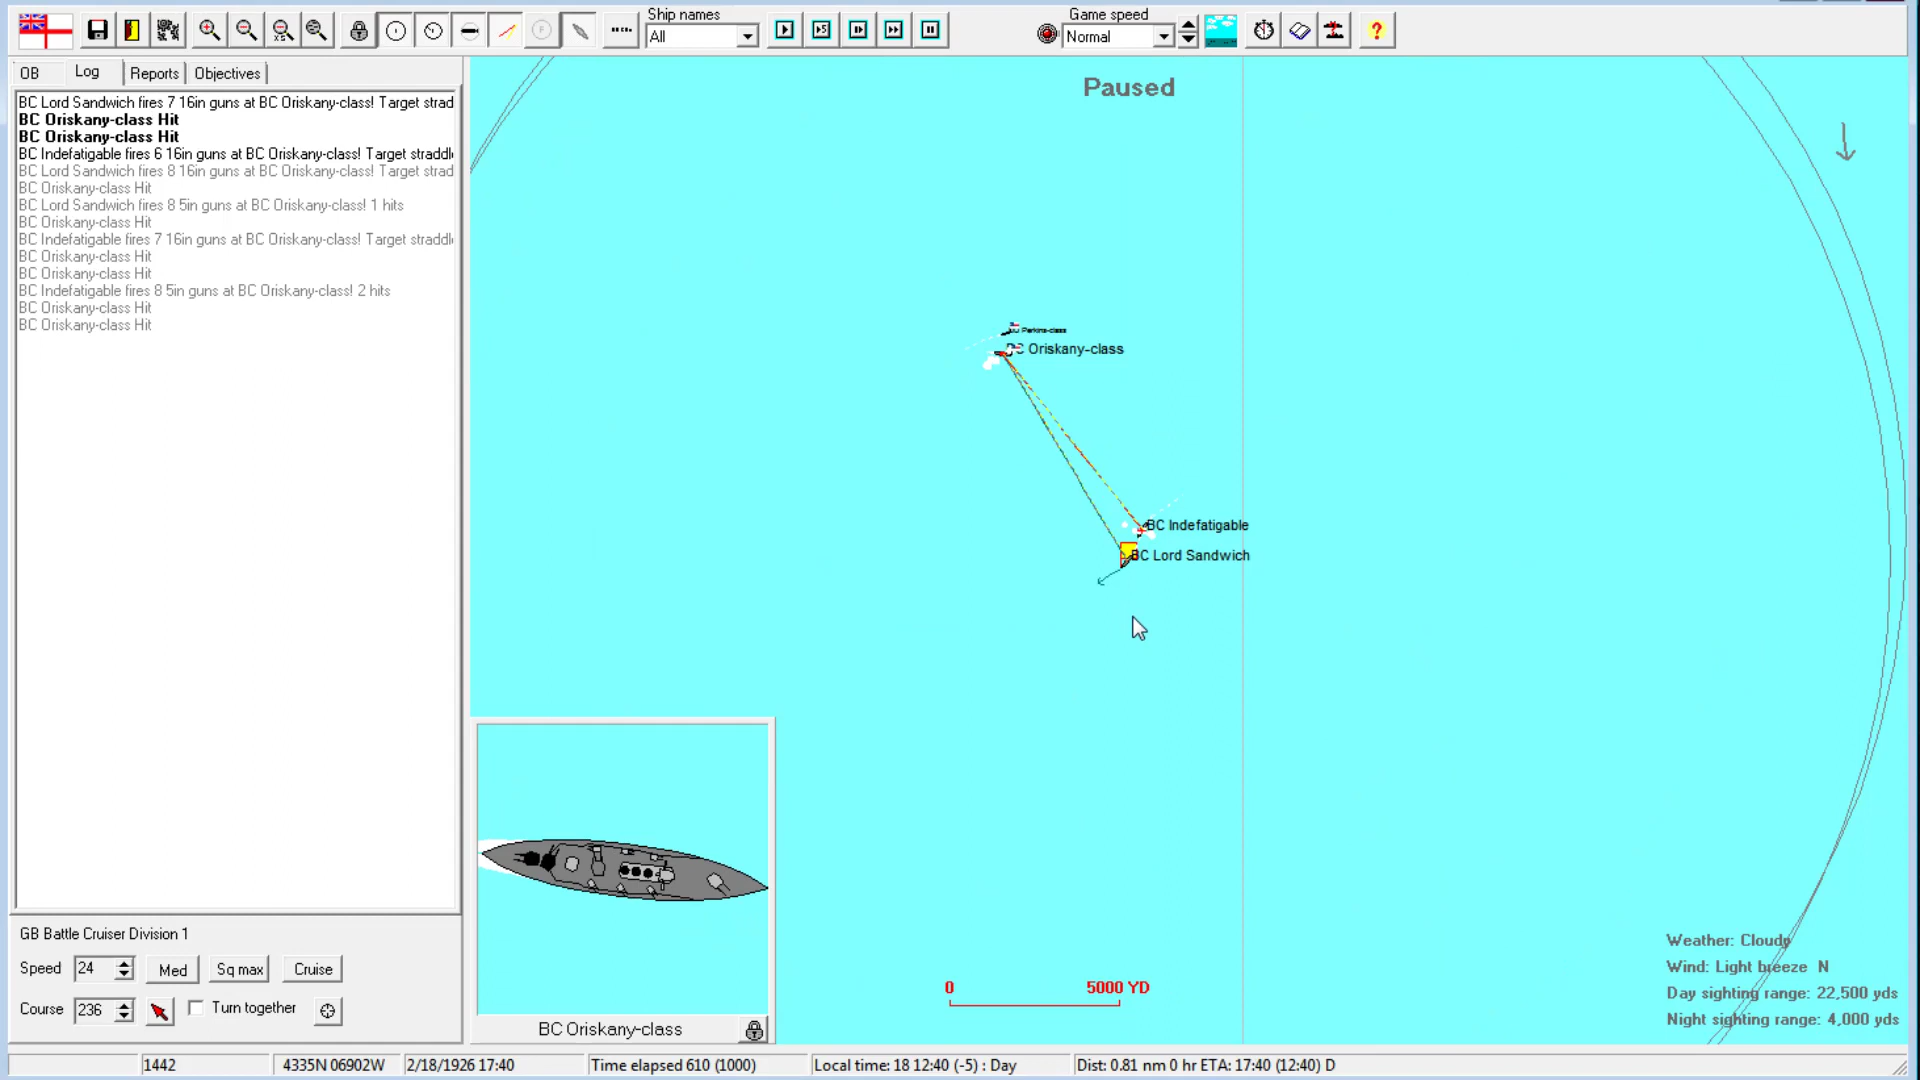 Ship names
All
Game speed
Normal
?
OB
Log
Reports
Objectives
Paused
BC Lord Sandwich fires 7 16in guns at BC Oriskany-class! Target strad
BC Oriskany-class Hit
BC Oriskany-class Hit
BC Indefatigable fires 6 16in guns at BC Oriskany-class! Target straddl
BC Lord Sandwich fires 8 16in guns at BC Oriskany-class! Target strad
BC Oriskany-class Hit
BC Lord Sandwich fires 8 5in guns at BC Oriskany-class! 1 hits
BC Oriskany-class Hit
BC Indefatigable fires 7 16in guns at BC Oriskany-class! Target straddl
BC Oriskany-class Hit
BC Oriskany-class Hit
BC Indefatigable fires 8 5in guns at BC Oriskany-class! 2 hits
BC Oriskany-class Hit
BC Oriskany-class Hit
Perkins-class
BC Oriskany-class
BC Indefatigable
BC Lord Sandwich
GB Battle Cruiser Division 1
Speed 24 Med Sq max Cruise
Course 236 Turn together
BC Oriskany-class
0 5000 YD
Weather: Cloudy
Wind: Light breeze N
Day sighting range: 22,500 yds
Night sighting range: 4,000 yds
1442 4335N 06902W 2/18/1926 17:40 Time elapsed 610 (1000) Local time: 18 12:40 (-5) : Day Dist: 0.81 nm 0 hr ETA: 17:40 (12:40) D